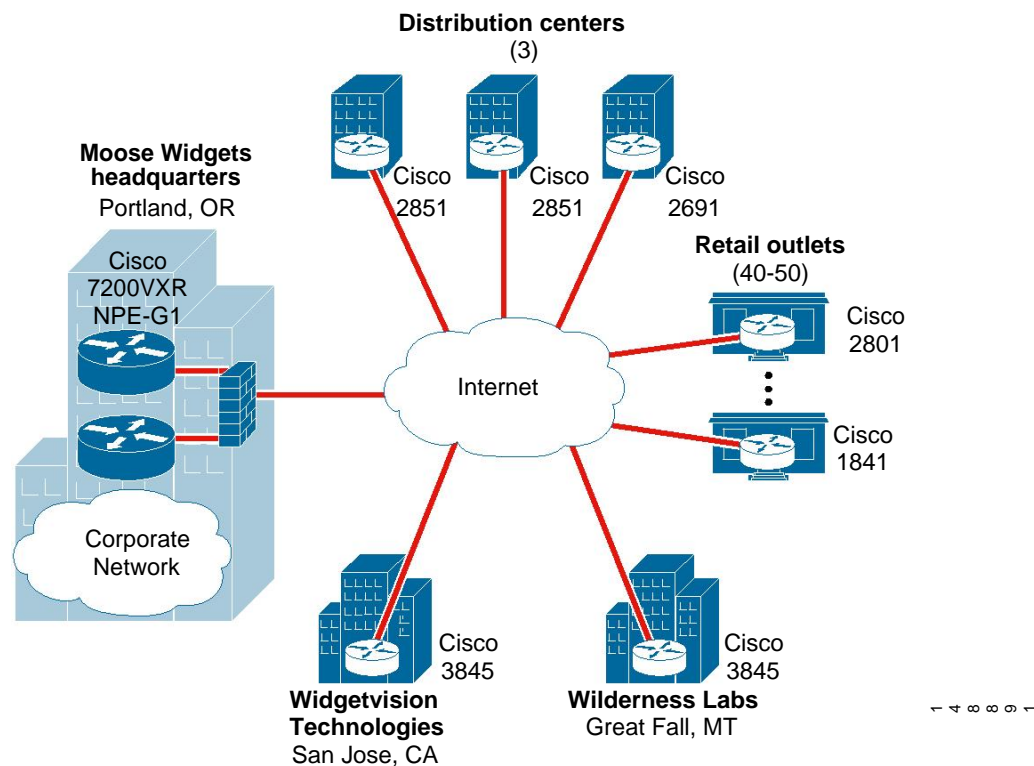 Distribution centers
(3)
Cisco
2851
Cisco
2851
Cisco
2691
Moose Widgets
headquarters
Portland, OR
Cisco
7200VXR
NPE-G1
Corporate
Network
Internet
Retail outlets
(40-50)
Cisco
2801
Cisco
1841
Cisco
3845
Widgetvision
Technologies
San Jose, CA
Cisco
3845
Wilderness Labs
Great Fall, MT
148891